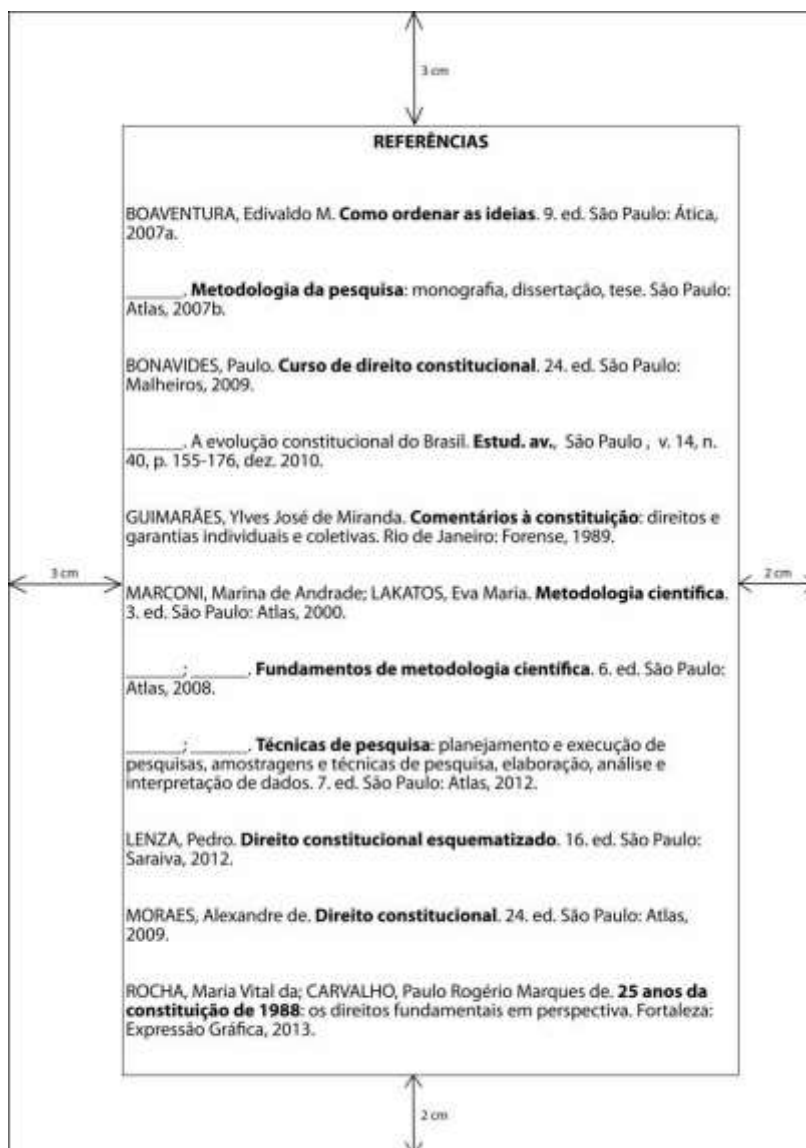 3 cm
REFERÊNCIAS
BOAVENTURA, Edivaldo M. Como ordenar as ideias. 9. ed. São Paulo: Ática,
2007a.
______. Metodologia da pesquisa: monografia, dissertação, tese. São Paulo:
Atlas, 2007b.
BONAVIDES, Paulo. Curso de direito constitucional. 24. ed. São Paulo:
Malheiros, 2009.
______. A evolução constitucional do Brasil. Estud. av., São Paulo , v. 14, n.
40, p. 155-176, dez. 2010.
GUIMARÃES, Ylves José de Miranda. Comentários à constituição: direitos e
garantias individuais e coletivas. Rio de Janeiro: Forense, 1989.
3 cm
2 cm
MARCONI, Marina de Andrade; LAKATOS, Eva Maria. Metodologia científica.
3. ed. São Paulo: Atlas, 2000.
______; ______. Fundamentos de metodologia científica. 6. ed. São Paulo:
Atlas, 2008.
______; ______. Técnicas de pesquisa: planejamento e execução de
pesquisas, amostragens e técnicas de pesquisa, elaboração, análise e
interpretação de dados. 7. ed. São Paulo: Atlas, 2012.
LENZA, Pedro. Direito constitucional esquematizado. 16. ed. São Paulo:
Saraiva, 2012.
MORAES, Alexandre de. Direito constitucional. 24. ed. São Paulo: Atlas,
2009.
ROCHA, Maria Vital da; CARVALHO, Paulo Rogério Marques de. 25 anos da
constituição de 1988: os direitos fundamentais em perspectiva. Fortaleza:
Expressão Gráfica, 2013.
2 cm